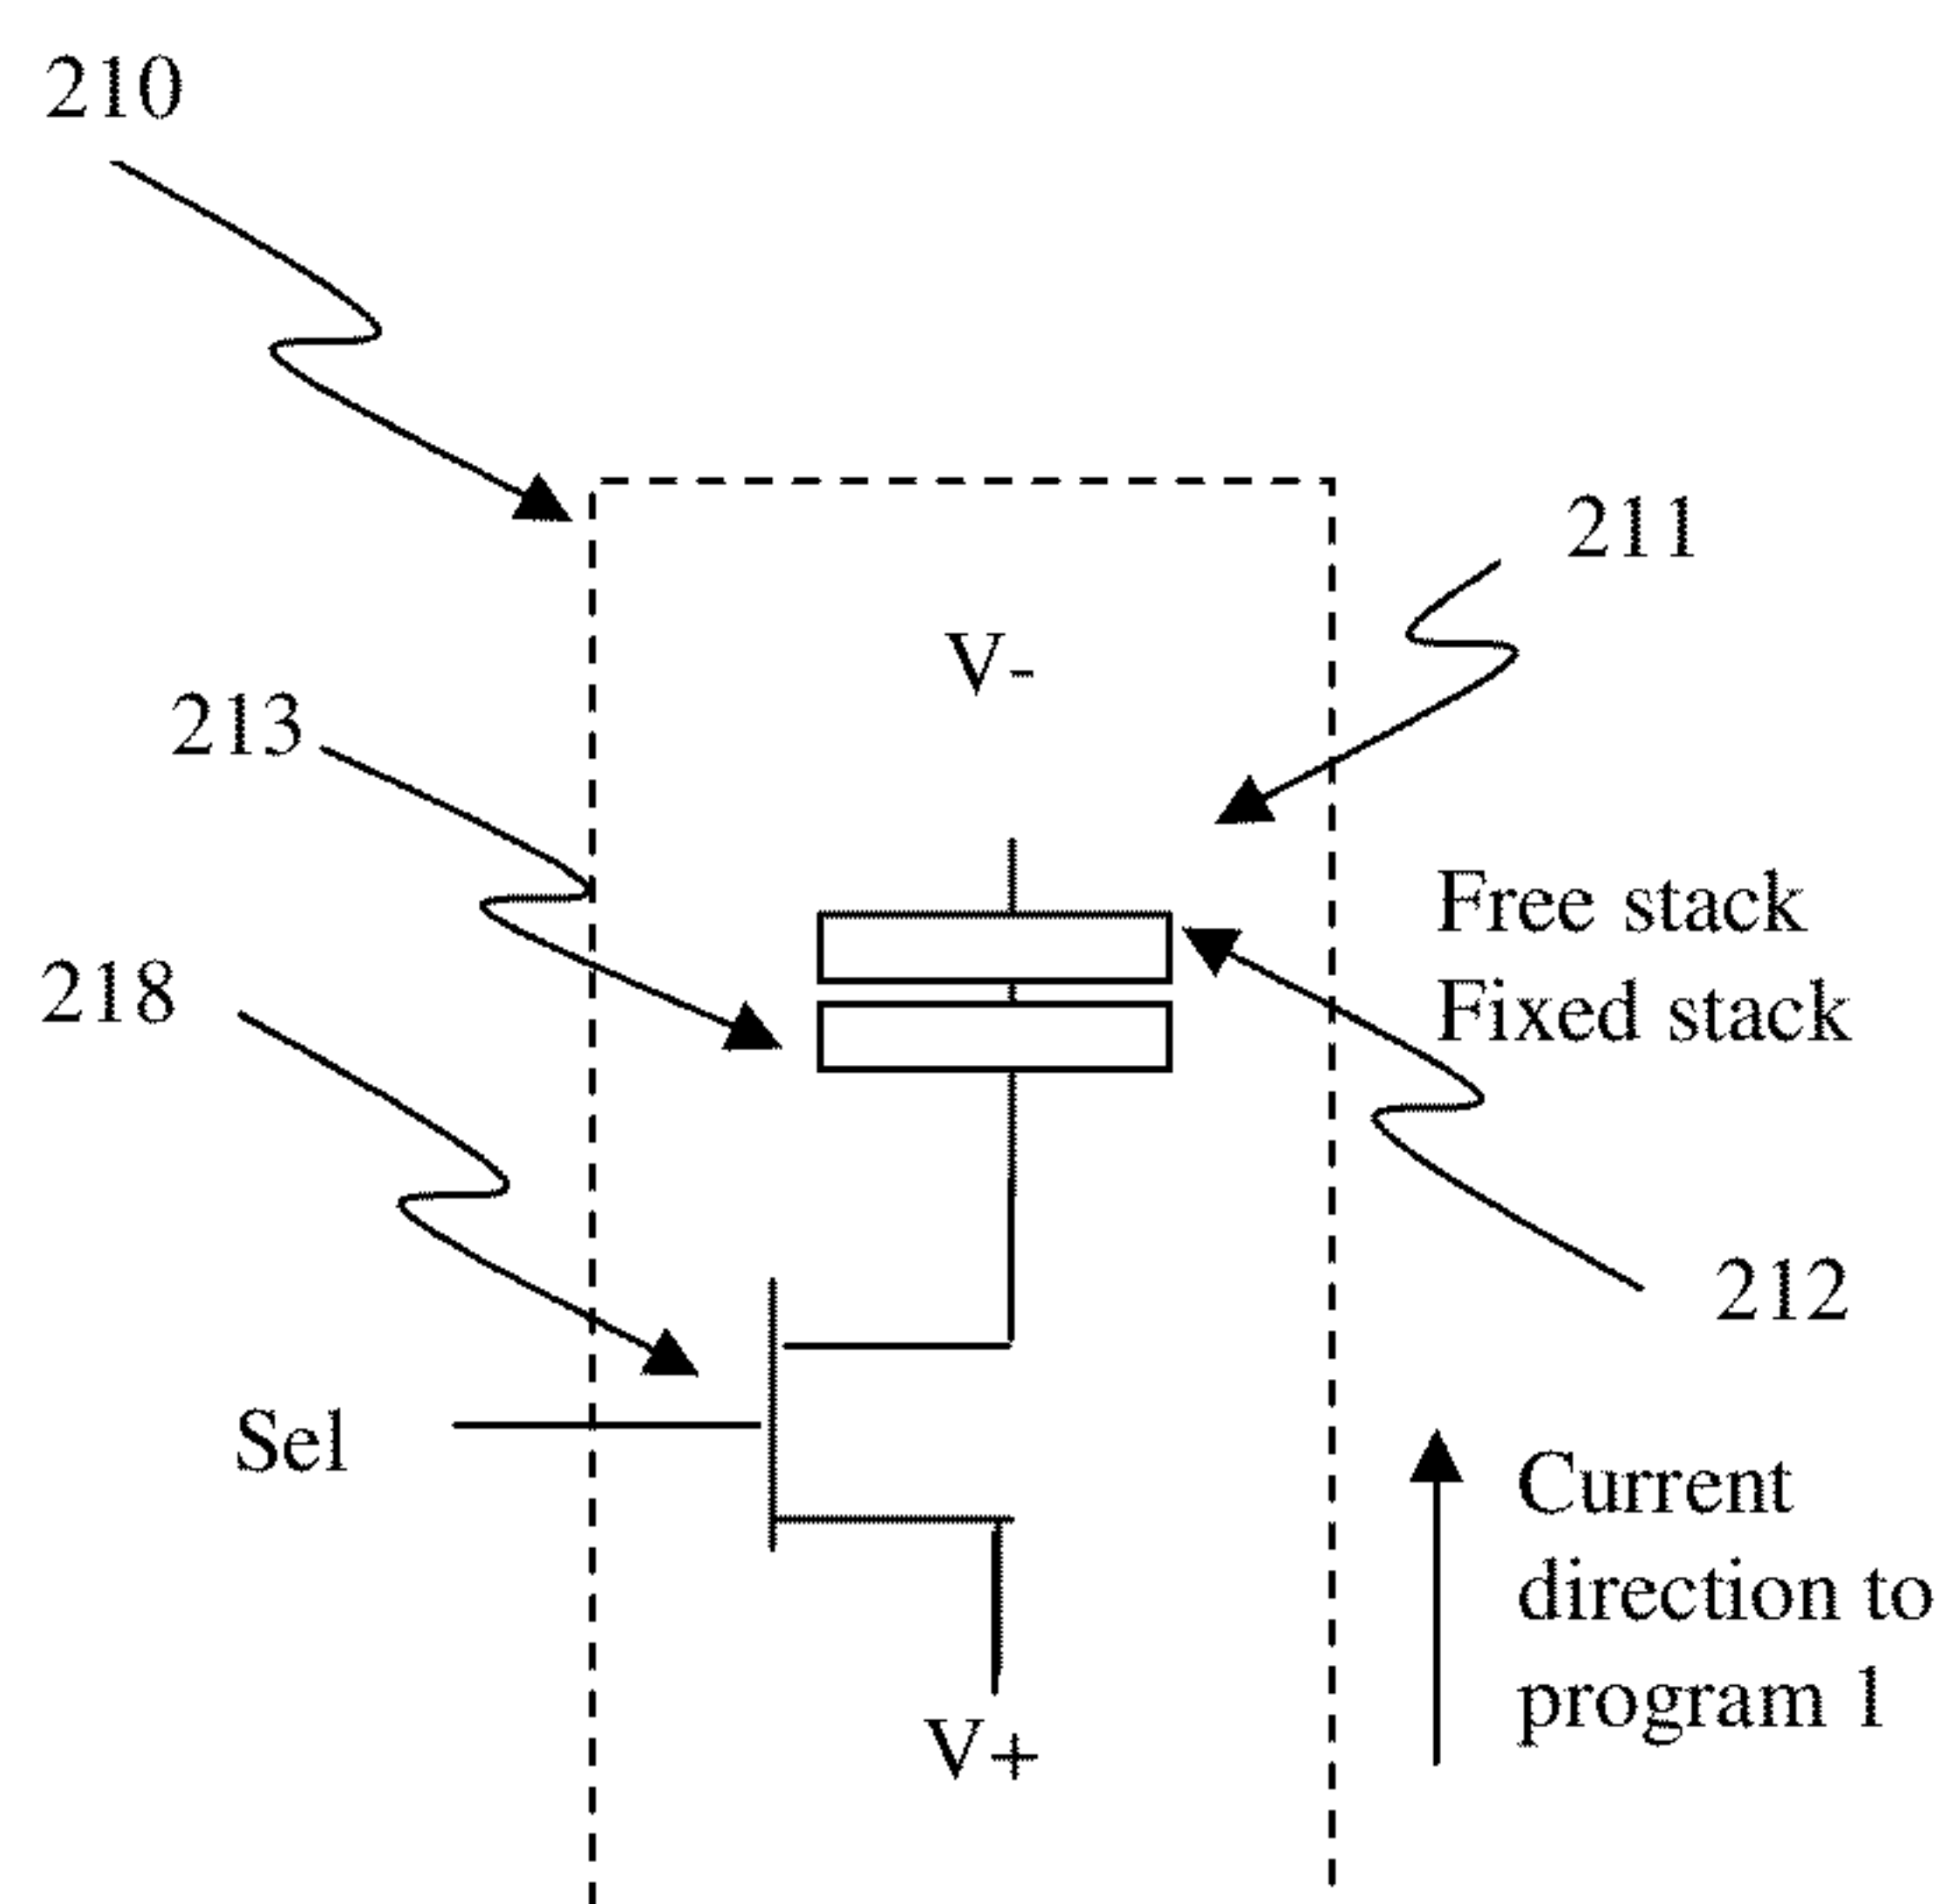 210
211
V-
213
Free stack
218
Fixed stack
212
Sel
Current
direction to
program 1
V+